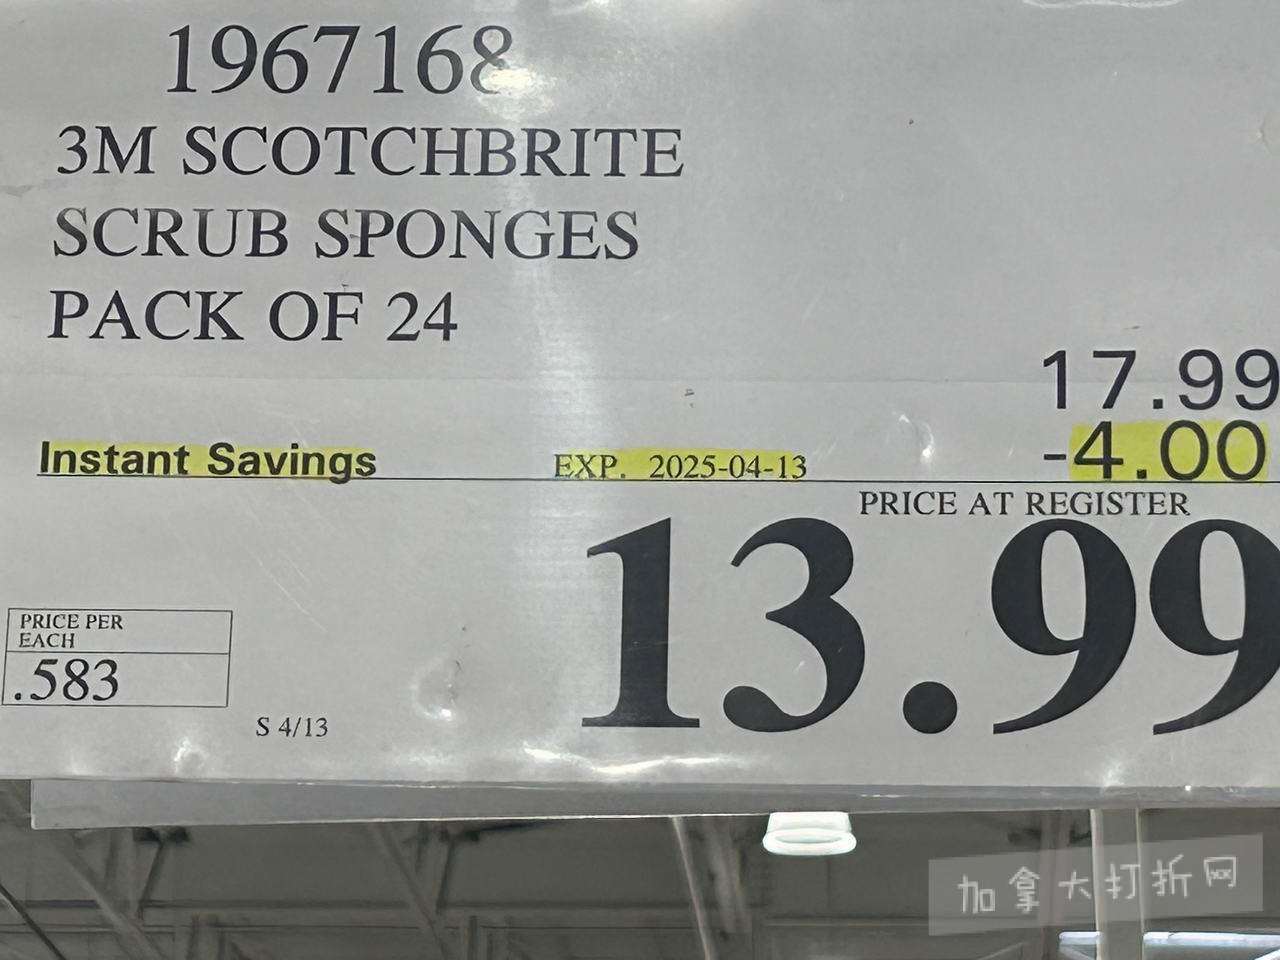 1967168
3M SCOTCHBRITE
SCRUB SPONGES
PACK OF 24
17.99
Instant Savings EXP. 2025-04-13 -4.00
PRICE AT REGISTER
13.99
PRICE PER
EACH
.583
S 4/13
加拿大打折网